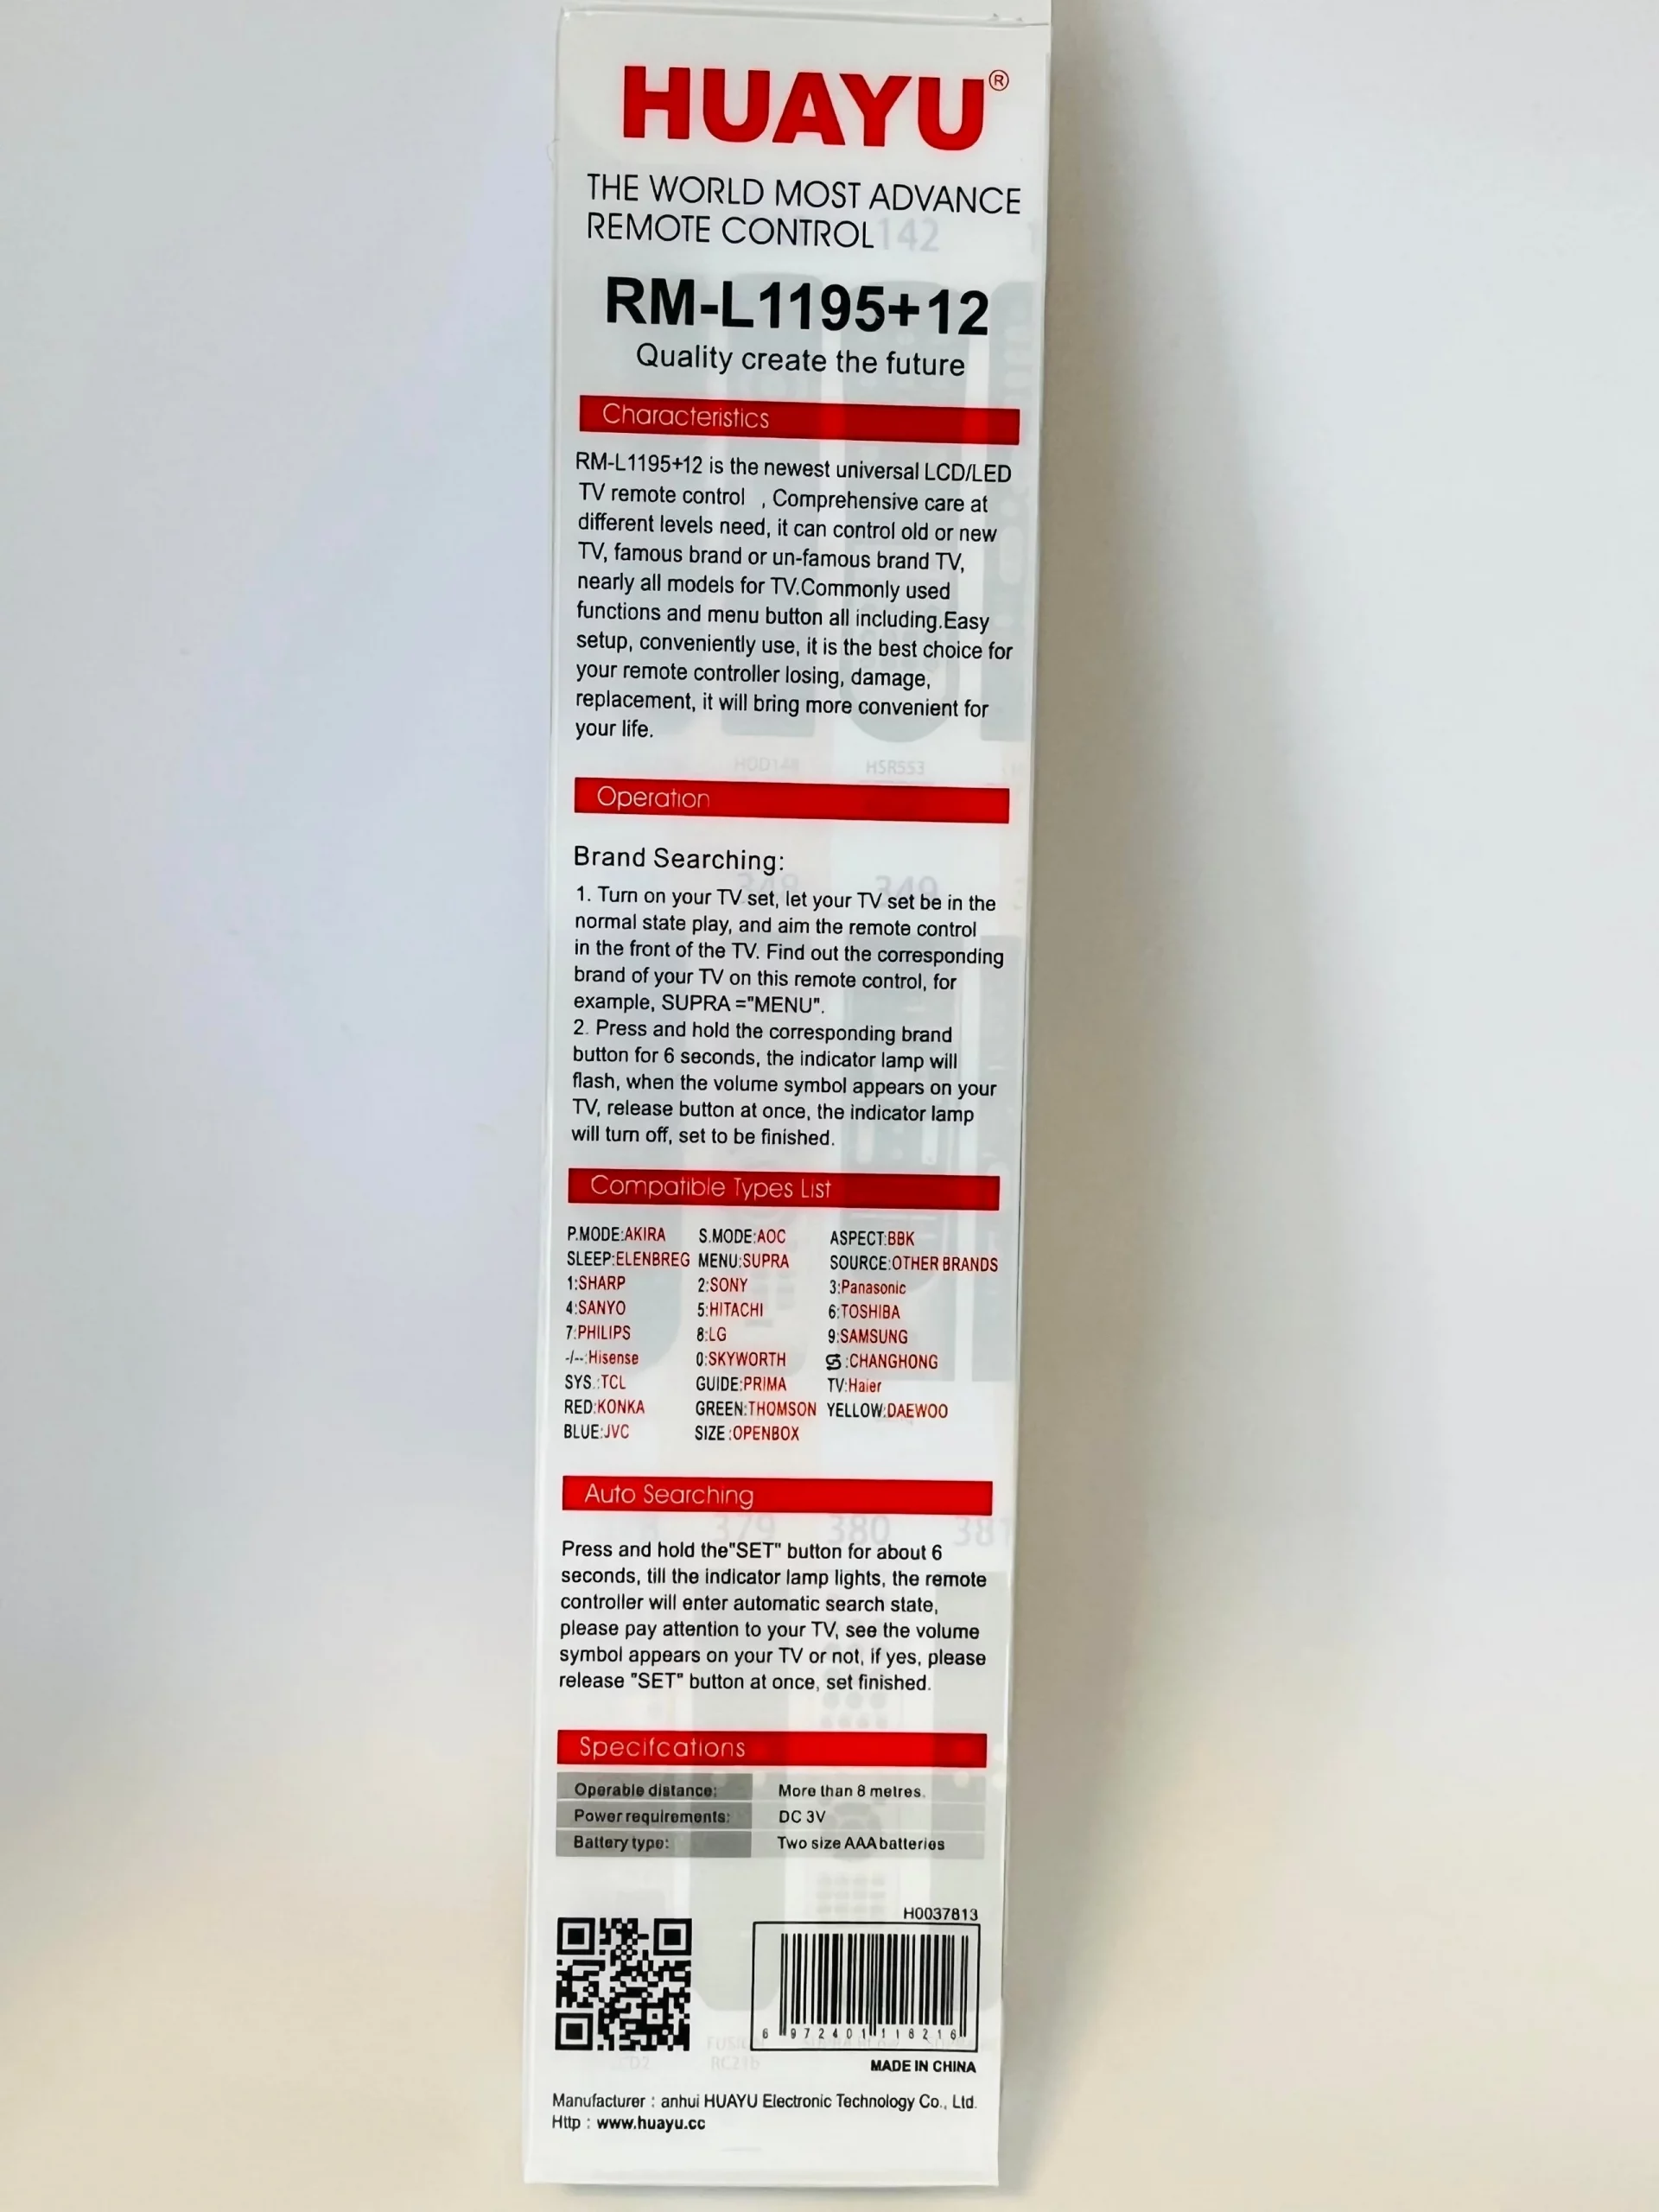 HUAYU®
THE WORLD MOST ADVANCE
REMOTE CONTROL
142
RM-L1195+12
Quality create the future
Characteristics
RM-L1195+12 is the newest universal LCD/LED
TV remote control , Comprehensive care at
different levels need, it can control old or new
TV, famous brand or un-famous brand TV,
nearly all models for TV.Commonly used
functions and menu button all including.Easy
setup, conveniently use, it is the best choice for
your remote controller losing, damage,
replacement, it will bring more convenient for
your life.
HOD148 HSR553
Operation
Brand Searching:
348 349
1. Turn on your TV set, let your TV set be in the
normal state play, and aim the remote control
in the front of the TV. Find out the corresponding
brand of your TV on this remote control, for
example, SUPRA ="MENU".
2. Press and hold the corresponding brand
button for 6 seconds, the indicator lamp will
flash, when the volume symbol appears on your
TV, release button at once, the indicator lamp
will turn off, set to be finished.
Compatible Types List
P.MODE:AKIRA S.MODE:AOC ASPECT:BBK
SLEEP:ELENBREG MENU:SUPRA SOURCE:OTHER BRANDS
1:SHARP 2:SONY 3:Panasonic
4:SANYO 5:HITACHI 6:TOSHIBA
7:PHILIPS 8:LG 9:SAMSUNG
-/--:Hisense 0:SKYWORTH :CHANGHONG
SYS.:TCL GUIDE:PRIMA TV:Haier
RED:KONKA GREEN:THOMSON YELLOW:DAEWOO
BLUE:JVC SIZE:OPENBOX
Auto Searching
379 380 381
Press and hold the"SET" button for about 6
seconds, till the indicator lamp lights, the remote
controller will enter automatic search state,
please pay attention to your TV, see the volume
symbol appears on your TV or not, if yes, please
release "SET" button at once, set finished.
Specifcations
Operable distance: More than 8 metres.
Power requirements: DC 3V
Battery type: Two size AAA batteries
H0037813
6 972401 118216
FUSION
RC21b
MADE IN CHINA
Manufacturer : anhui HUAYU Electronic Technology Co., Ltd.
Http : www.huayu.cc